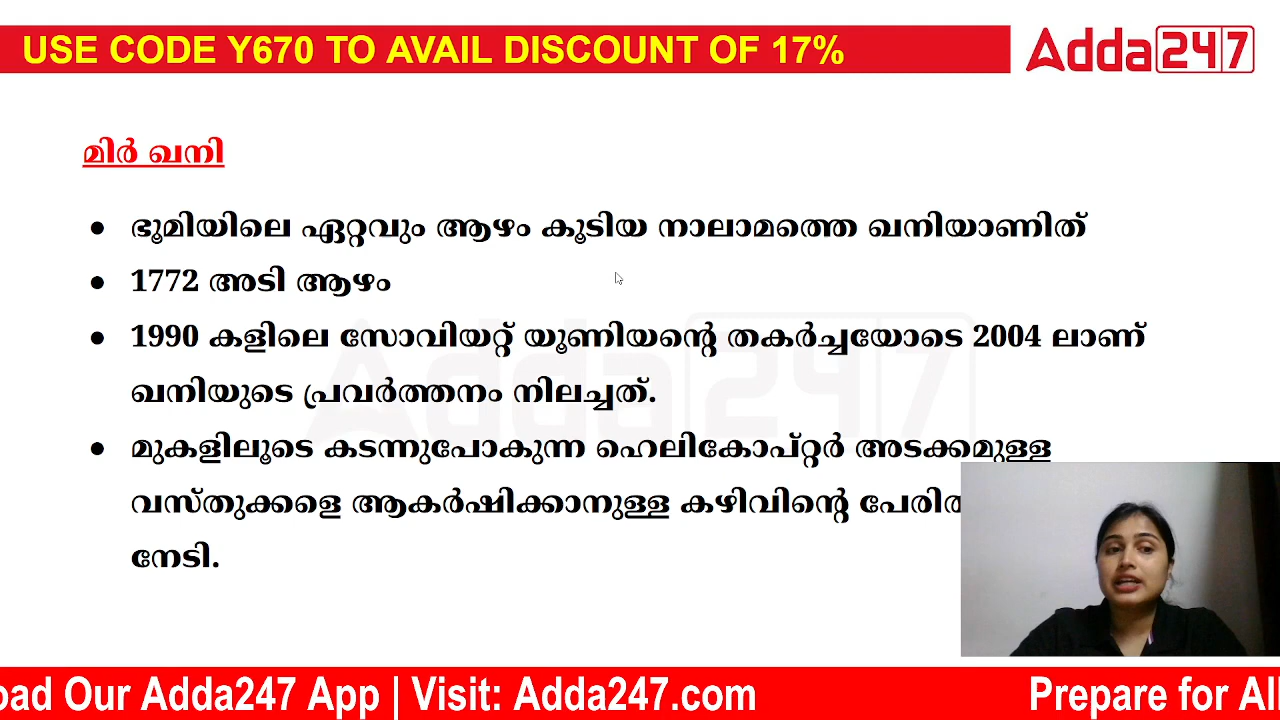 USE CODE Y670 TO AVAIL DISCOUNT OF 17%
Adda247
മിർ ഖനി
● ഭൂമിയിലെ ഏറ്റവും ആഴം കൂടിയ നാലാമത്തെ ഖനിയാണിത്
● 1772 അടി ആഴം
● 1990 കളിലെ സോവിയറ്റ് യൂണിയന്റെ തകർച്ചയോടെ 2004 ലാണ്
ഖനിയുടെ പ്രവർത്തനം നിലച്ചത്.
● മുകളിലൂടെ കടന്നുപോകുന്ന ഹെലികോപ്റ്റർ അടക്കമുള്ള
വസ്തുക്കളെ ആകർഷിക്കാനുള്ള കഴിവിന്റെ
നേടി.
Adda247
oad Our Adda247 App | Visit: Adda247.com Prepare for All